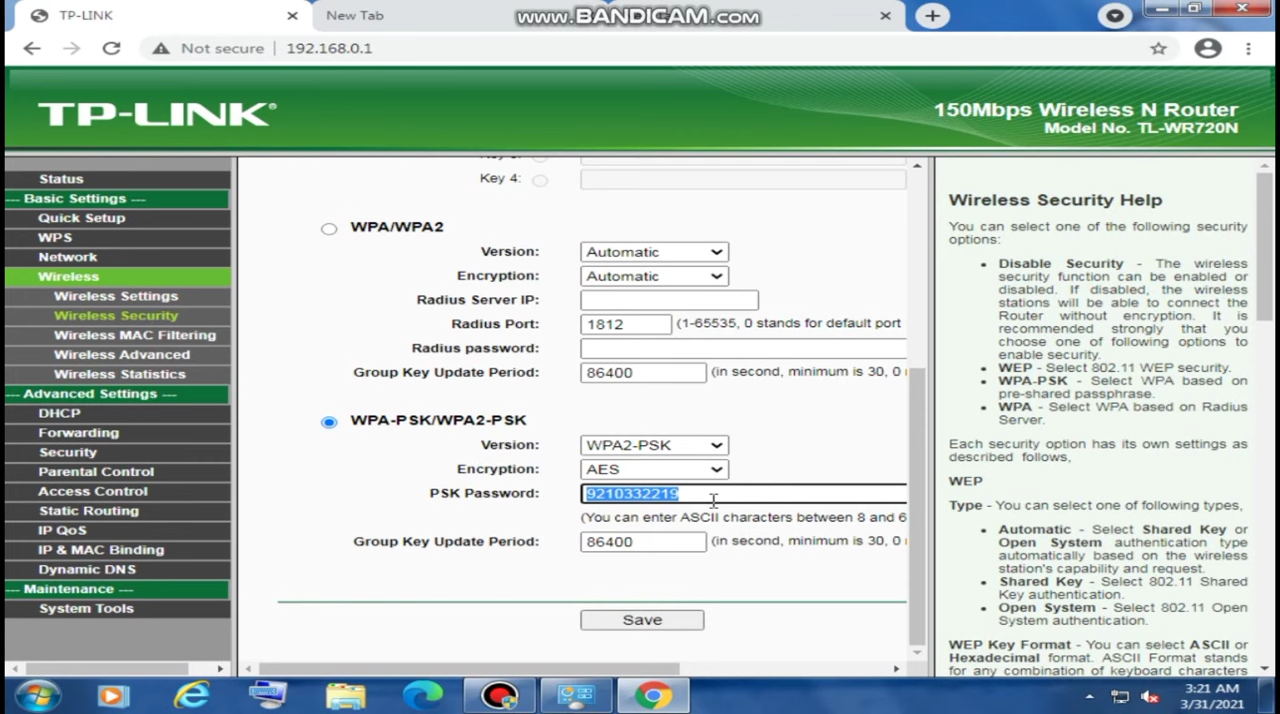 TP-LINK
New Tab
www.BANDICAM.com
Not secure
192.168.0.1
TP-LINK®
150Mbps Wireless N Router
Model No. TL-WR720N
Status
--- Basic Settings ---
Quick Setup
WPS
Network
Wireless
Wireless Settings
Wireless Security
Wireless MAC Filtering
Wireless Advanced
Wireless Statistics
--- Advanced Settings ---
DHCP
Forwarding
Security
Parental Control
Access Control
Static Routing
IP QoS
IP & MAC Binding
Dynamic DNS
--- Maintenance ---
System Tools
Key 4:
WPA/WPA2
Version: Automatic
Encryption: Automatic
Radius Server IP:
Radius Port: 1812 (1-65535, 0 stands for default port
Radius password:
Group Key Update Period: 86400 (in second, minimum is 30, 0
WPA-PSK/WPA2-PSK
Version: WPA2-PSK
Encryption: AES
PSK Password: 9210332219
(You can enter ASCII characters between 8 and 6
Group Key Update Period: 86400 (in second, minimum is 30, 0
Save
Wireless Security Help
You can select one of the following security
options:
Disable Security - The wireless
security function can be enabled or
disabled. If disabled, the wireless
stations will be able to connect the
Router without encryption. It is
recommended strongly that you
choose one of following options to
enable security.
WEP - Select 802.11 WEP security.
WPA-PSK - Select WPA based on
pre-shared passphrase.
WPA - Select WPA based on Radius
Server.
Each security option has its own settings as
described follows,
WEP
Type - You can select one of following types,
Automatic - Select Shared Key or
Open System authentication type
automatically based on the wireless
station's capability and request.
Shared Key - Select 802.11 Shared
Key authentication.
Open System - Select 802.11 Open
System authentication.
WEP Key Format - You can select ASCII or
Hexadecimal format. ASCII Format stands
for any combination of keyboard characters
3:21 AM
3/31/2021